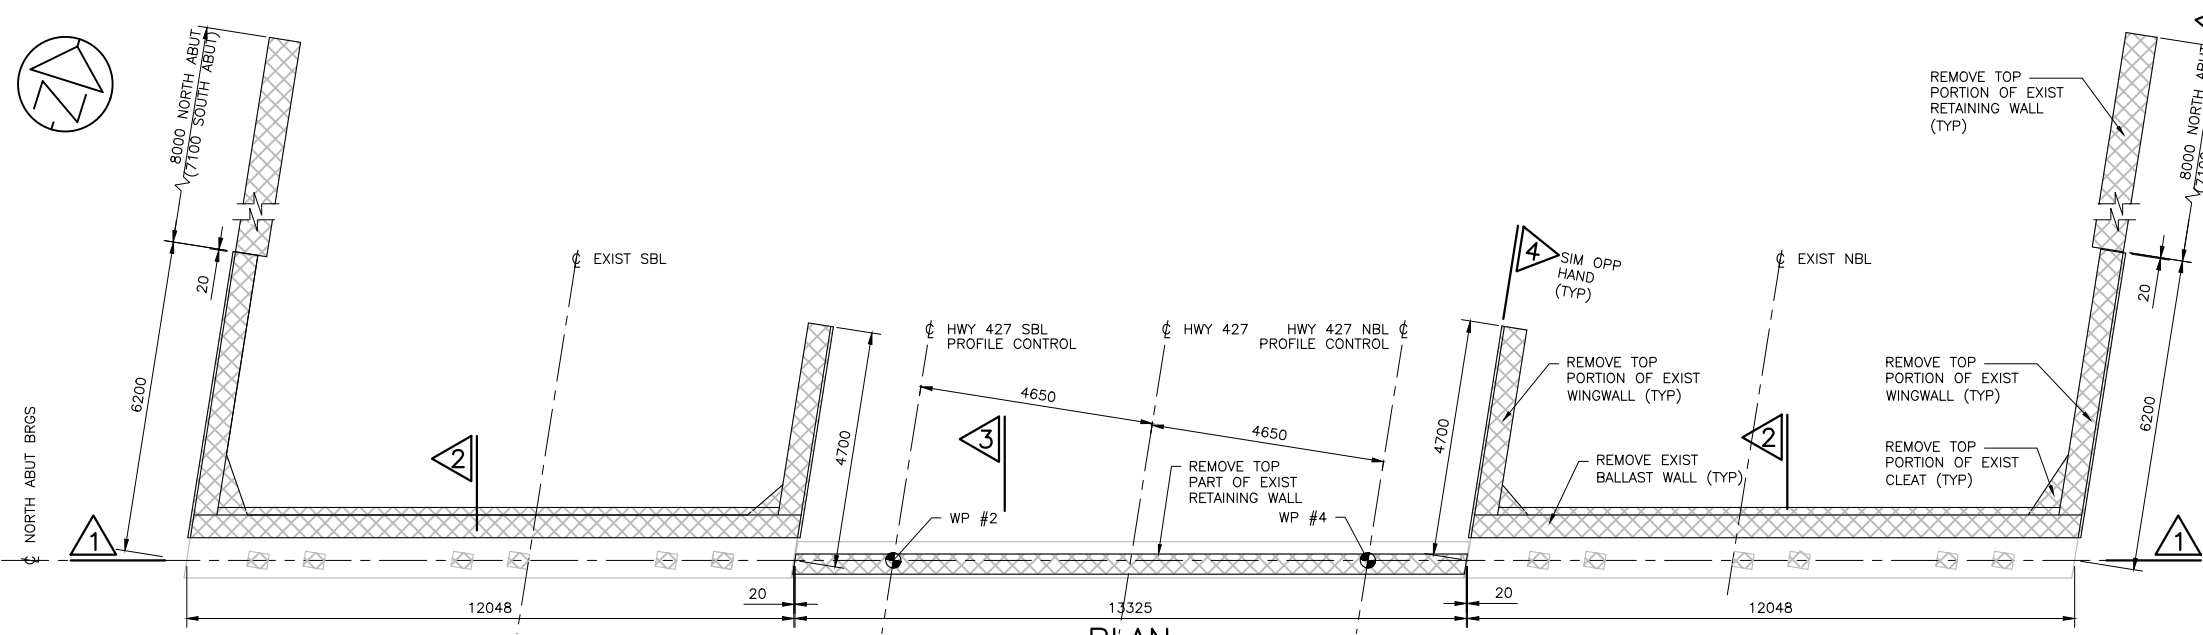 8000 NORTH ABUT
(7100 SOUTH ABUT)
20
6200
℄ NORTH ABUT BRGS
1
2
℄ EXIST SBL
4700
℄ HWY 427 SBL
PROFILE CONTROL
℄ HWY 427
HWY 427 NBL ℄
PROFILE CONTROL
4650
4650
3
REMOVE TOP
PART OF EXIST
RETAINING WALL
WP #2
WP #4
4700
4
SIM OPP
HAND
(TYP)
REMOVE TOP
PORTION OF EXIST
WINGWALL (TYP)
REMOVE EXIST
BALLAST WALL (TYP)
℄ EXIST NBL
2
REMOVE TOP
PORTION OF EXIST
RETAINING WALL
(TYP)
REMOVE TOP
PORTION OF EXIST
WINGWALL (TYP)
REMOVE TOP
PORTION OF EXIST
CLEAT (TYP)
8000 NORTH
20
6200
1
12048
20
13325
20
12048
PLAN